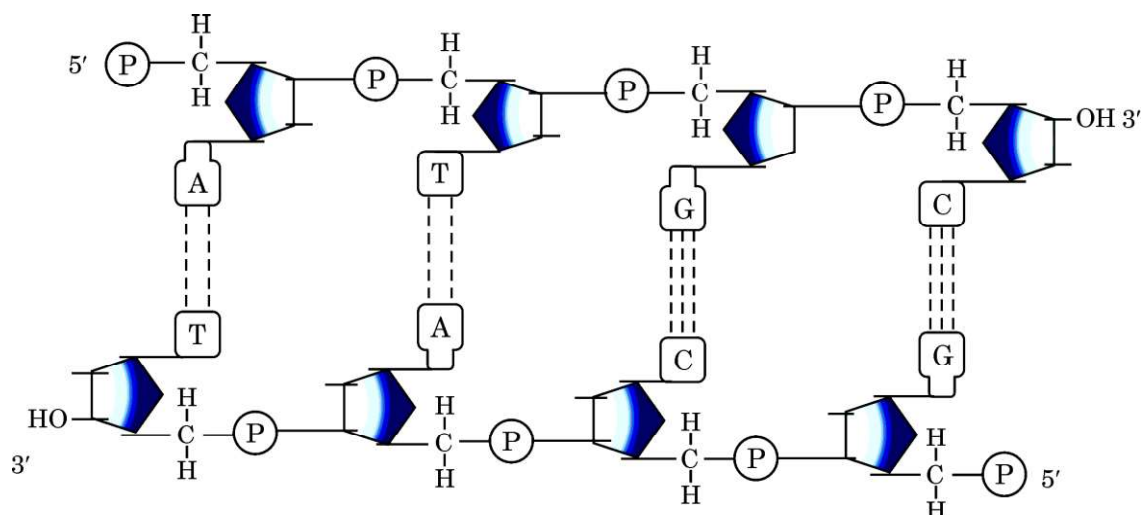 H H H H
5′ P C P C P C P C
H H H H OH 3′
A T G C
T A C G
HO H H H H
C P C P C P C P 5′
3′ H H H H